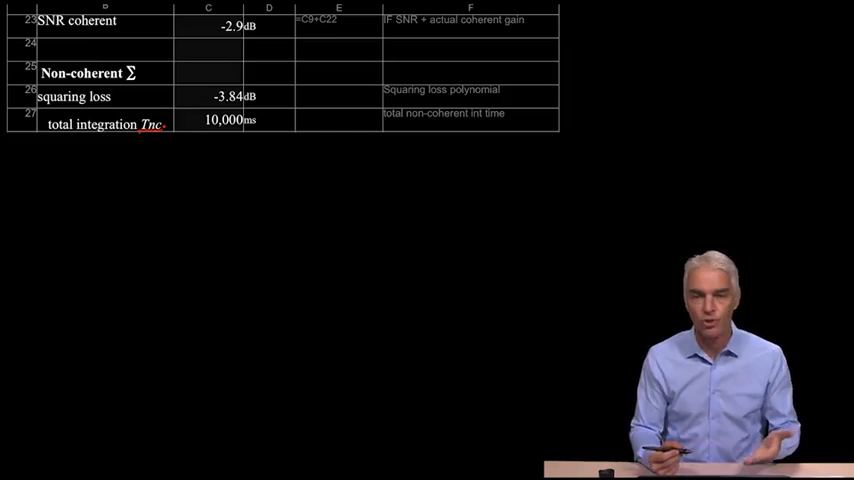 C D E F
23 SNR coherent -2.9dB =C9+C22 IF SNR + actual coherent gain
24
25 Non-coherent ∑
26 squaring loss -3.84dB Squaring loss polynomial
27 total integration Tnc 10,000ms total non-coherent int time